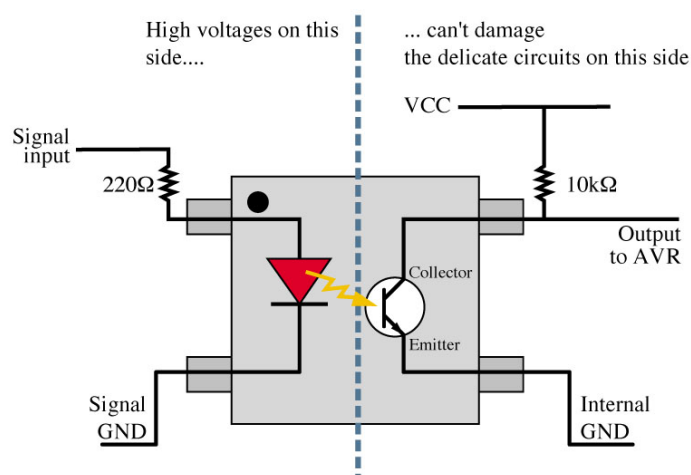 High voltages on this
side....
... can't damage
the delicate circuits on this side
VCC
Signal
input
220Ω
10kΩ
Output
to AVR
Collector
Emitter
Signal
GND
Internal
GND